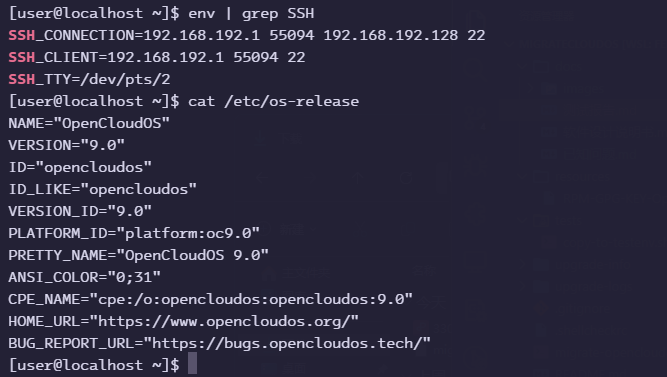 [user@localhost ~]$ env | grep SSH
SSH_CONNECTION=192.168.192.1 55094 192.168.192.128 22
SSH_CLIENT=192.168.192.1 55094 22
SSH_TTY=/dev/pts/2
[user@localhost ~]$ cat /etc/os-release
NAME="OpenCloudOS"
VERSION="9.0"
ID="opencloudos"
ID_LIKE="opencloudos"
VERSION_ID="9.0"
PLATFORM_ID="platform:oc9.0"
PRETTY_NAME="OpenCloudOS 9.0"
ANSI_COLOR="0;31"
CPE_NAME="cpe:/o:opencloudos:opencloudos:9.0"
HOME_URL="https://www.opencloudos.org/"
BUG_REPORT_URL="https://bugs.opencloudos.tech/"
[user@localhost ~]$